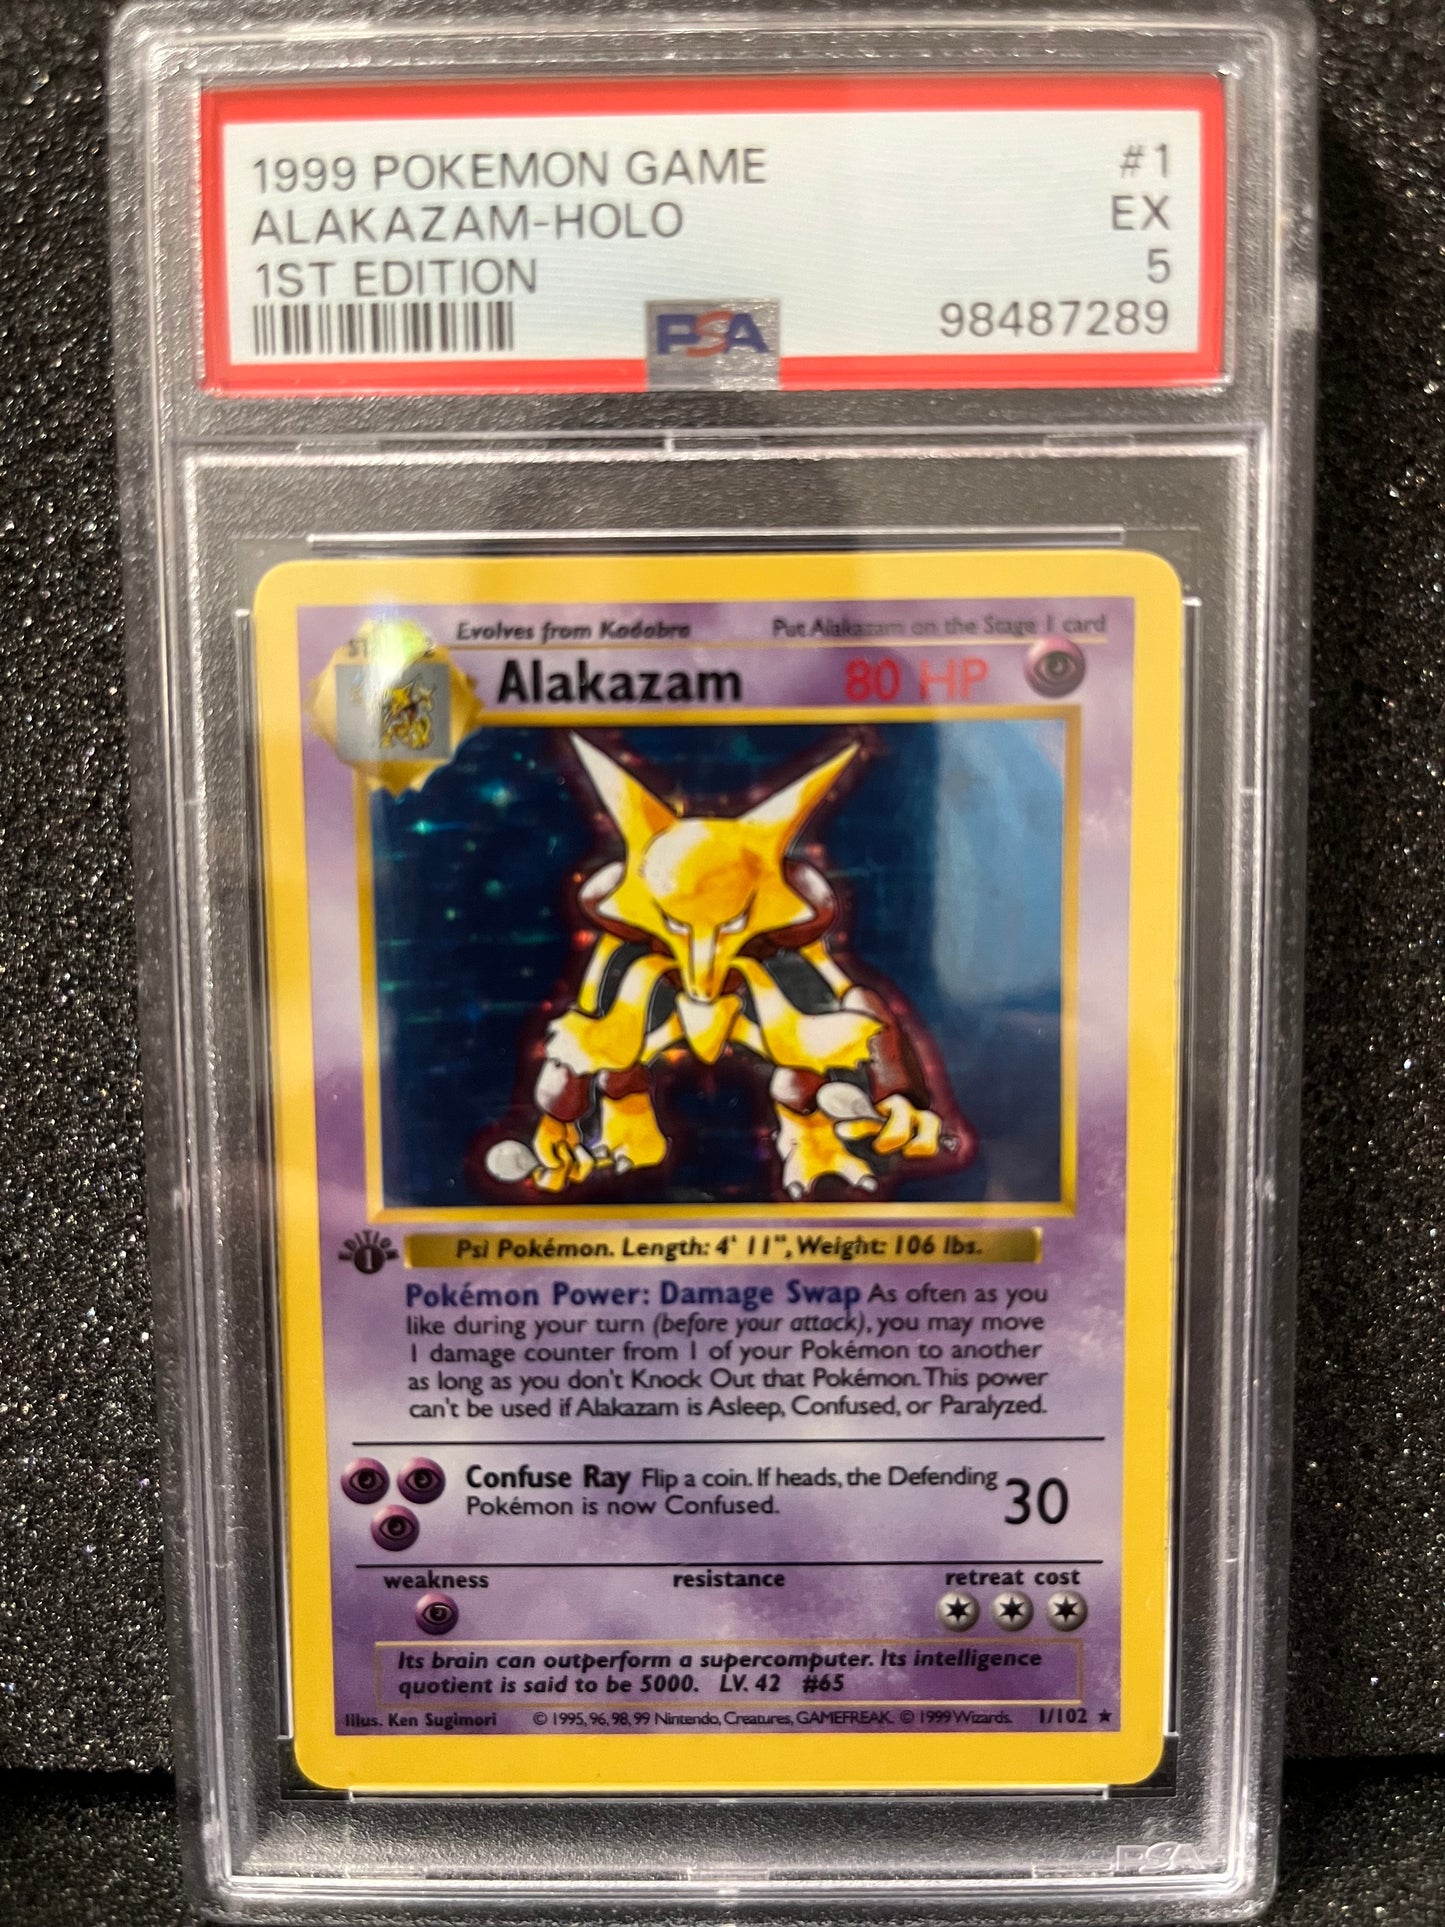 1999 POKEMON GAME #1
ALAKAZAM-HOLO EX
1ST EDITION 5
PSA 98487289
Evolves from Kadabra Put Alakazam on the Stage 1 card
Alakazam 80 HP
EDITION 1
Psi Pokémon. Length: 4' 11", Weight: 106 lbs.
Pokémon Power: Damage Swap As often as you
like during your turn (before your attack), you may move
1 damage counter from 1 of your Pokémon to another
as long as you don't Knock Out that Pokémon. This power
can't be used if Alakazam is Asleep, Confused, or Paralyzed.
Confuse Ray Flip a coin. If heads, the Defending
Pokémon is now Confused.
30
weakness resistance retreat cost
Its brain can outperform a supercomputer. Its intelligence
quotient is said to be 5000. LV. 42 #65
Illus. Ken Sugimori © 1995, 96, 98, 99 Nintendo, Creatures, GAMEFREAK. © 1999 Wizards. 1/102 ★
PSA